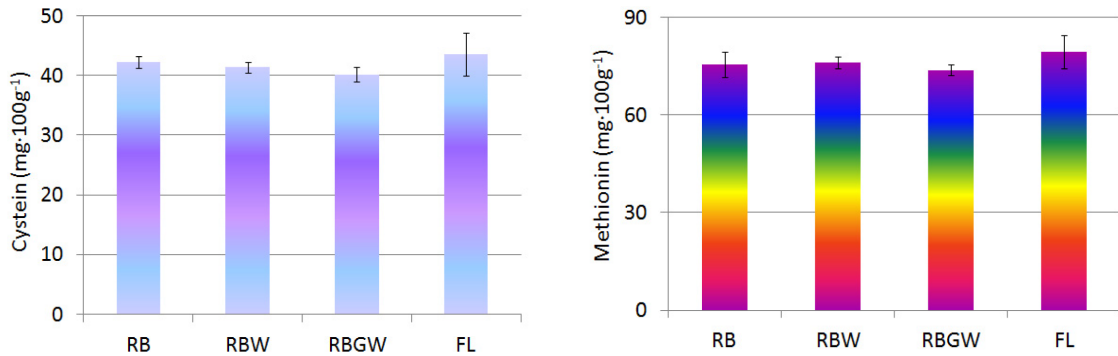 Cystein (mg·100g⁻¹)
50
40
30
20
10
0
RB RBW RBGW FL
Methionin (mg·100g⁻¹)
90
60
30
0
RB RBW RBGW FL